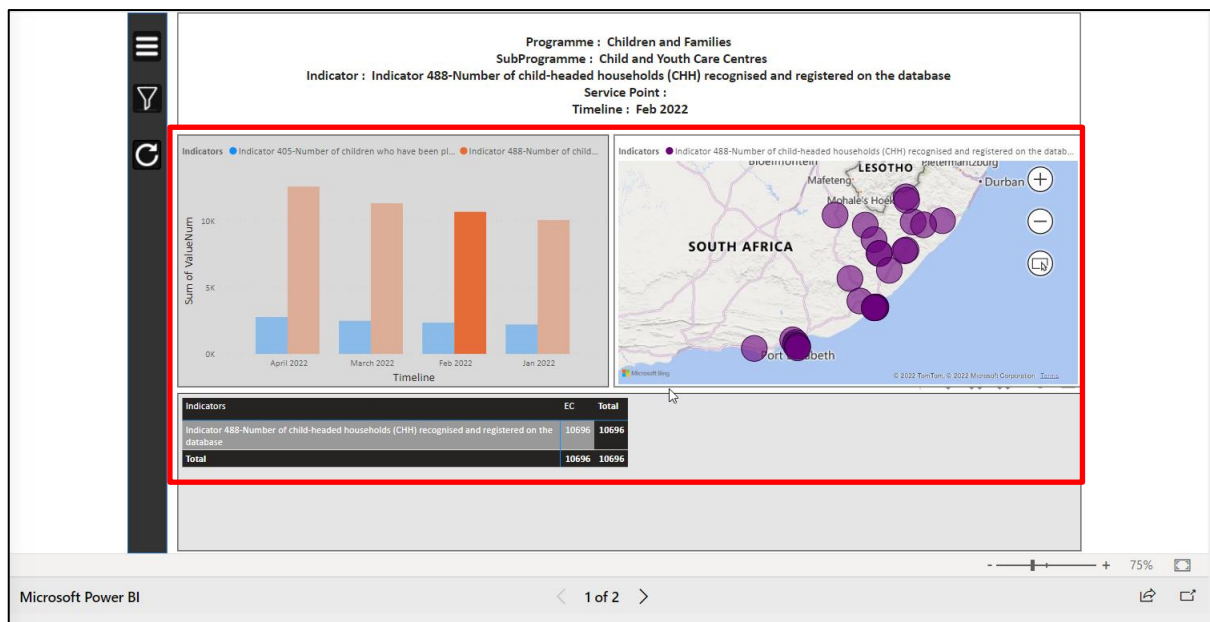 Programme : Children and Families
SubProgramme : Child and Youth Care Centres
Indicator : Indicator 488-Number of child-headed households (CHH) recognised and registered on the database
Service Point :
Timeline : Feb 2022
Indicators Indicator 405-Number of children who have been pl... Indicator 488-Number of child...
Sum of ValueNum
10K
5K
0K
April 2022 March 2022 Feb 2022 Jan 2022
Timeline
Indicators Indicator 488-Number of child-headed households (CHH) recognised and registered on the datab...
LESOTHO
Mafeteng
Durban
Mohale's Hoek
SOUTH AFRICA
Microsoft Bing
© 2022 TomTom, © 2022 Microsoft Corporation Terms
Indicators EC Total
Indicator 488-Number of child-headed households (CHH) recognised and registered on the 10696 10696
database
Total 10696 10696
- + 75%
Microsoft Power BI < 1 of 2 >